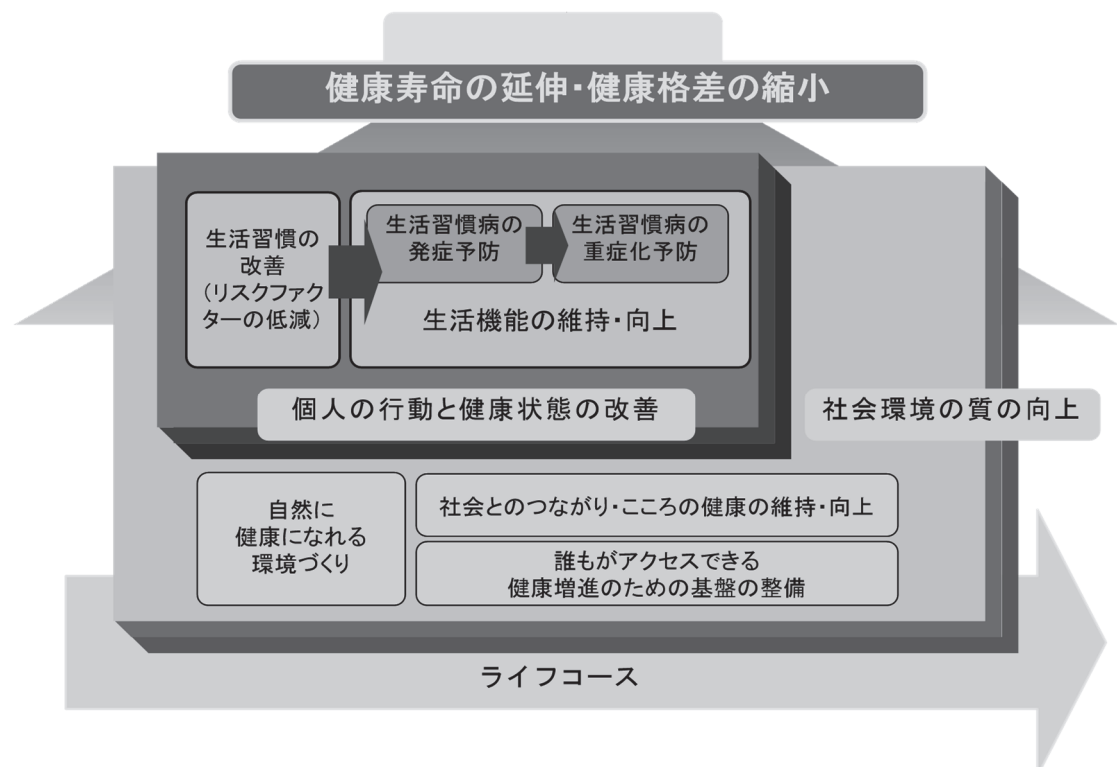 健康寿命の延伸・健康格差の縮小
生活習慣の
改善
（リスクファク
ターの低減）
生活習慣病の
発症予防
生活習慣病の
重症化予防
生活機能の維持・向上
個人の行動と健康状態の改善
社会環境の質の向上
自然に
健康になれる
環境づくり
社会とのつながり・こころの健康の維持・向上
誰もがアクセスできる
健康増進のための基盤の整備
ライフコース